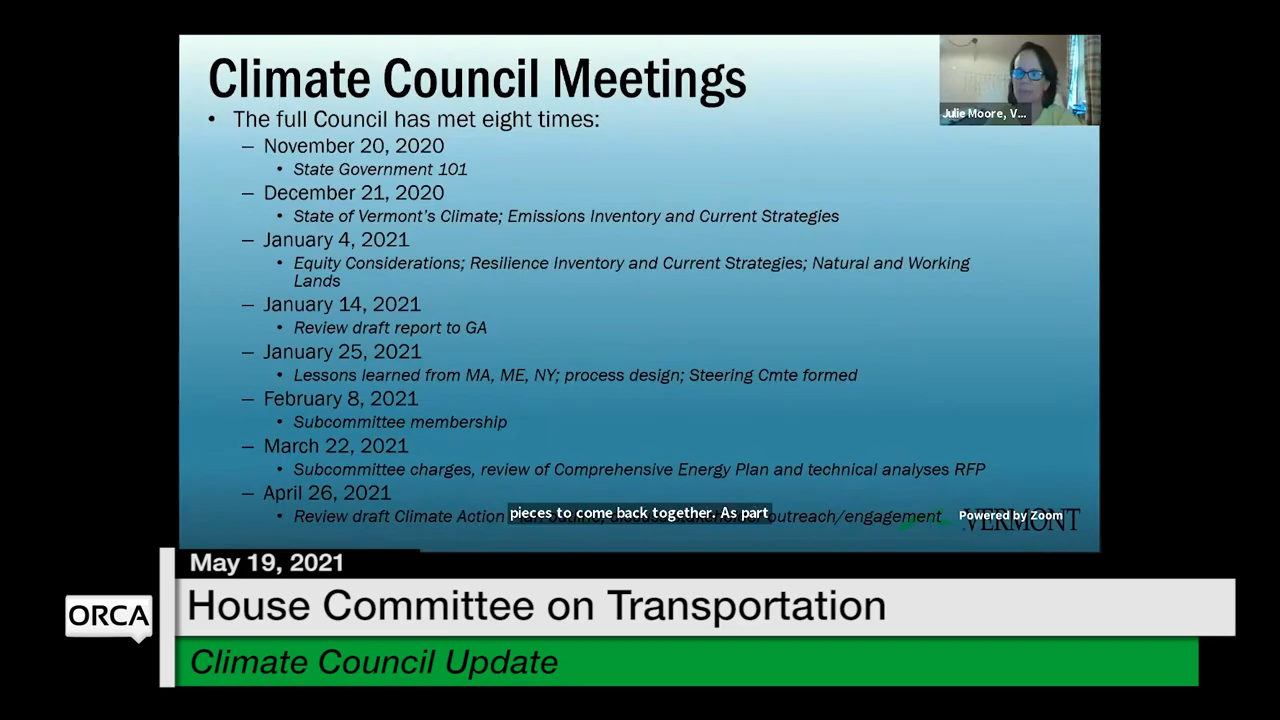 Climate Council Meetings
Julie Moore, V...
• The full Council has met eight times:
– November 20, 2020
• State Government 101
– December 21, 2020
• State of Vermont's Climate; Emissions Inventory and Current Strategies
– January 4, 2021
• Equity Considerations; Resilience Inventory and Current Strategies; Natural and Working
Lands
– January 14, 2021
• Review draft report to GA
– January 25, 2021
• Lessons learned from MA, ME, NY; process design; Steering Cmte formed
– February 8, 2021
• Subcommittee membership
– March 22, 2021
• Subcommittee charges, review of Comprehensive Energy Plan and technical analyses RFP
– April 26, 2021
• Review draft Climate Action outreach/engagement
pieces to come back together. As part
VERMONT
Powered by Zoom
May 19, 2021
House Committee on Transportation
ORCA
Climate Council Update